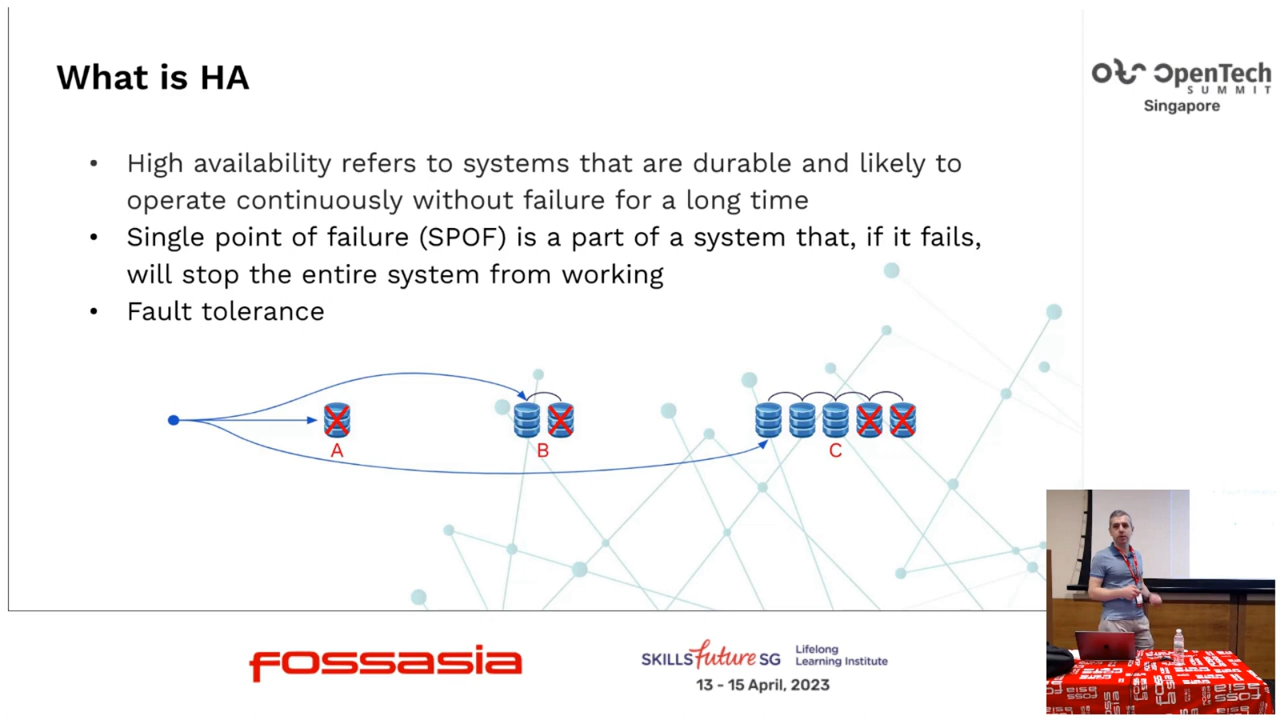 What is HA
OpenTech
SUMMIT
Singapore
• High availability refers to systems that are durable and likely to
operate continuously without failure for a long time
• Single point of failure (SPOF) is a part of a system that, if it fails,
will stop the entire system from working
• Fault tolerance
A
B
C
FOSSASIA
SKILLSfuture SG
Lifelong
Learning Institute
13 - 15 April, 2023